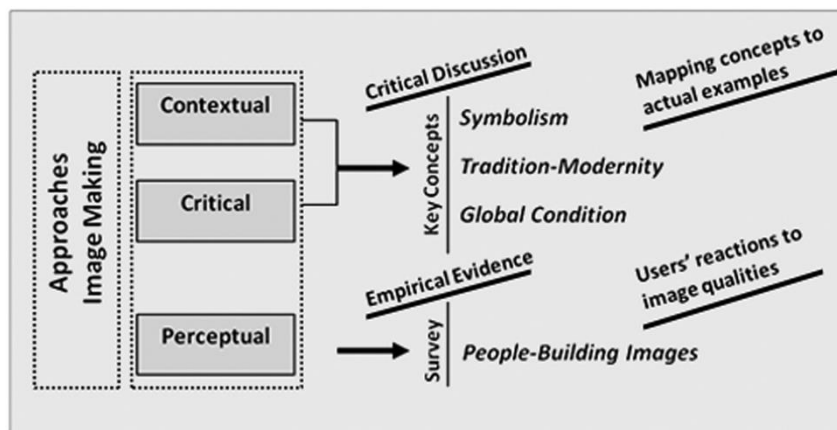 Approaches
Image Making
Contextual
Critical
Perceptual
Critical Discussion
Key Concepts
Symbolism
Tradition-Modernity
Global Condition
Mapping concepts to
actual examples
Empirical Evidence
Survey
People-Building Images
Users' reactions to
image qualities